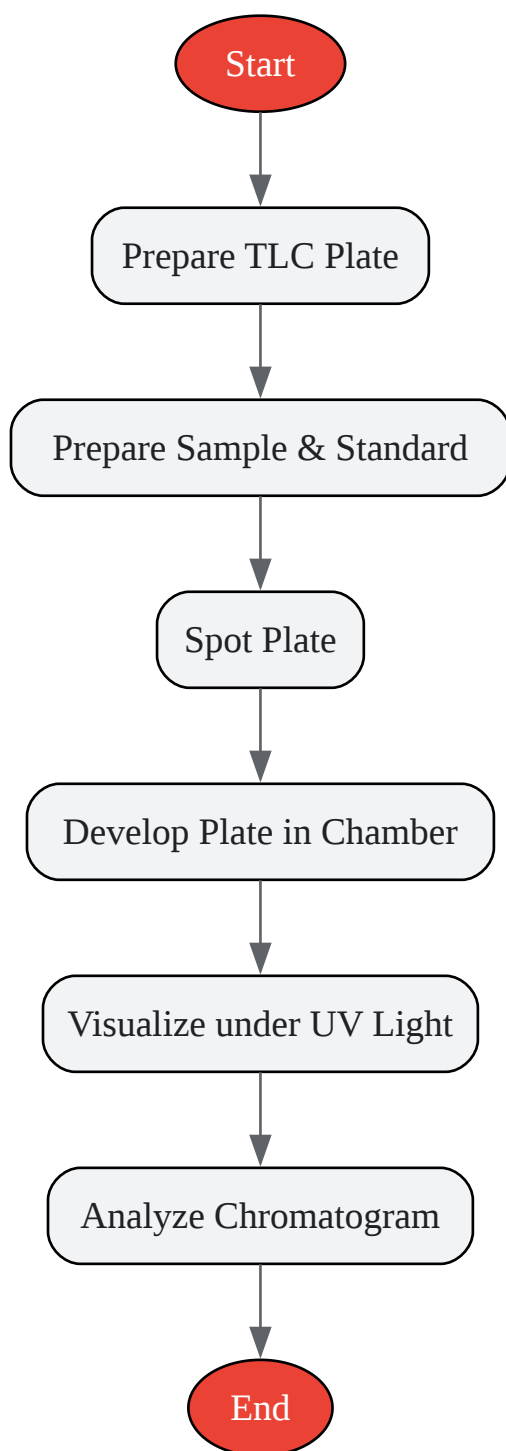 Start
Prepare TLC Plate
Prepare Sample & Standard
Spot Plate
Develop Plate in Chamber
Visualize under UV Light
Analyze Chromatogram
End